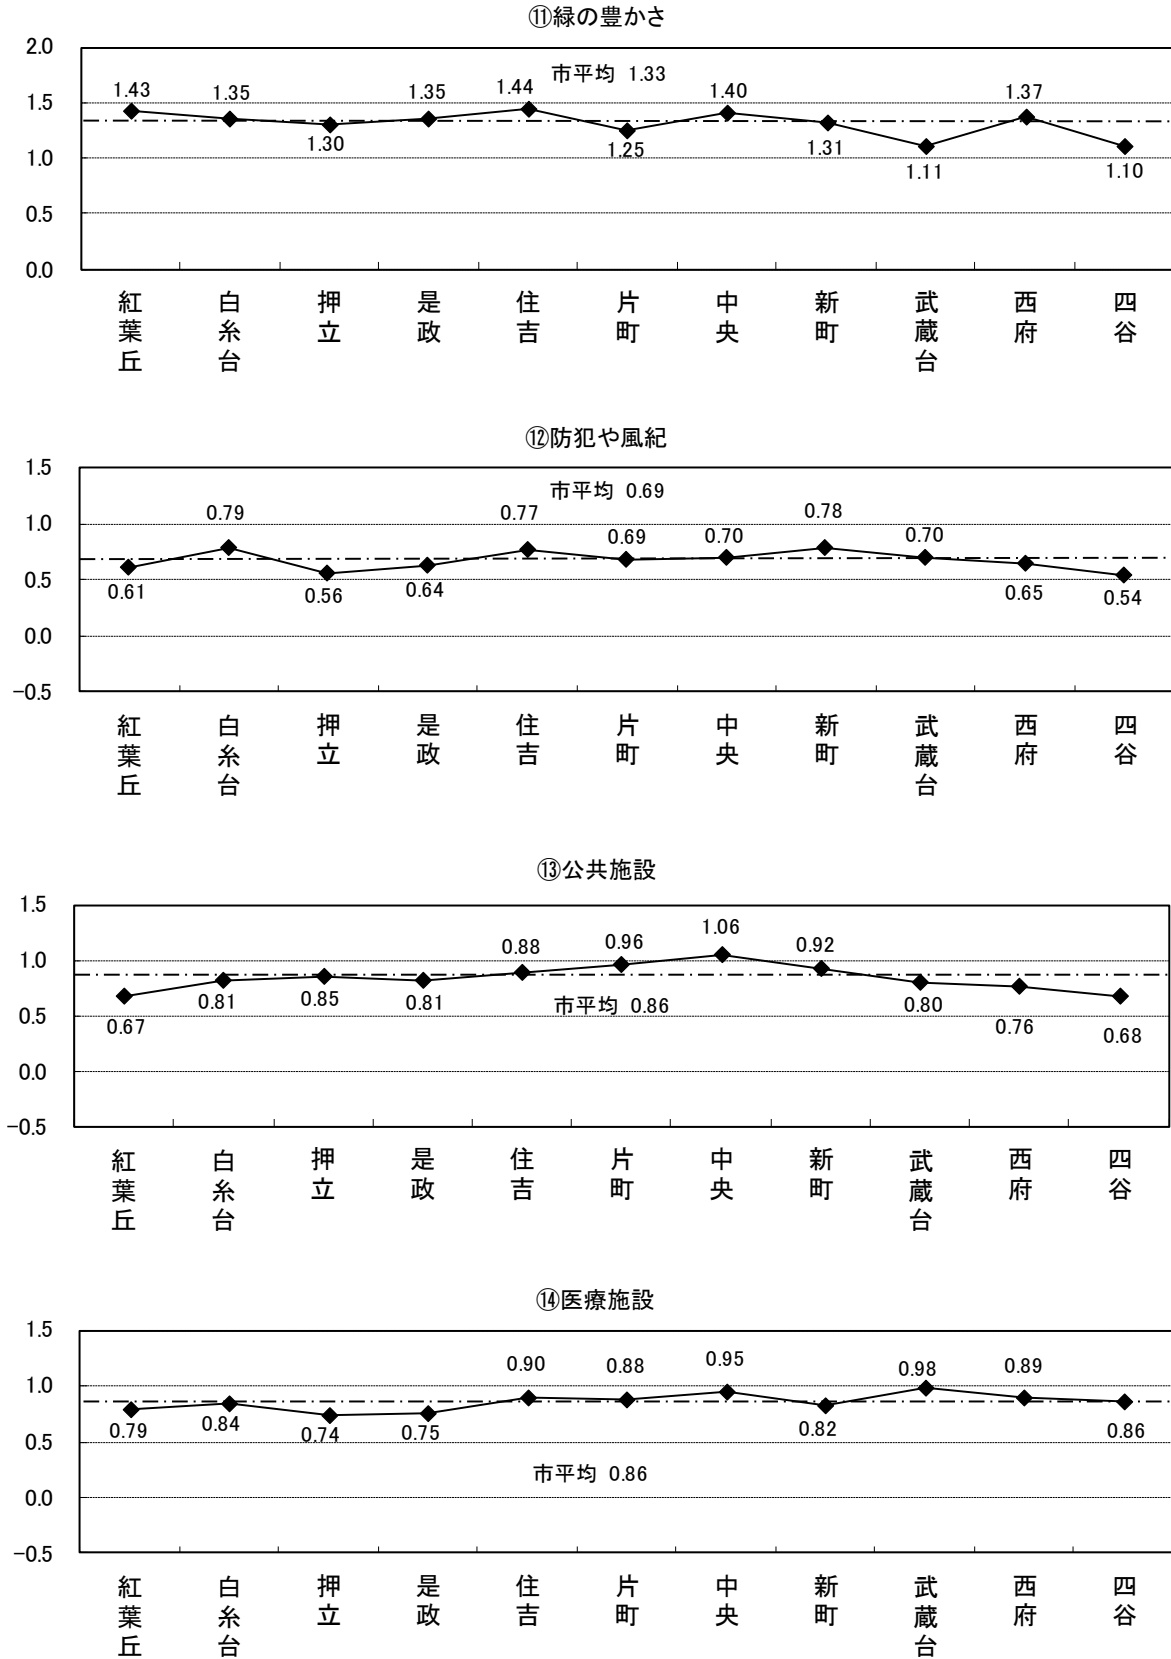 ⑪緑の豊かさ
2.0
市平均 1.33
1.43 1.35 1.35 1.44 1.40 1.37
1.5
1.30 1.25 1.31 1.11 1.10
1.0
0.5
0.0
紅葉丘 白糸台 押立 是政 住吉 片町 中央 新町 武蔵台 西府 四谷
⑫防犯や風紀
1.5
市平均 0.69
0.79 0.77 0.69 0.70 0.78 0.70
1.0
0.61 0.56 0.64 0.65 0.54
0.5
0.0
-0.5
紅葉丘 白糸台 押立 是政 住吉 片町 中央 新町 武蔵台 西府 四谷
⑬公共施設
1.5
0.88 0.96 1.06 0.92
1.0
0.67 0.81 0.85 0.81 0.80 0.76 0.68
市平均 0.86
0.5
0.0
-0.5
紅葉丘 白糸台 押立 是政 住吉 片町 中央 新町 武蔵台 西府 四谷
⑭医療施設
1.5
0.90 0.88 0.95 0.98 0.89
1.0
0.79 0.84 0.74 0.75 0.82 0.86
0.5
市平均 0.86
0.0
-0.5
紅葉丘 白糸台 押立 是政 住吉 片町 中央 新町 武蔵台 西府 四谷